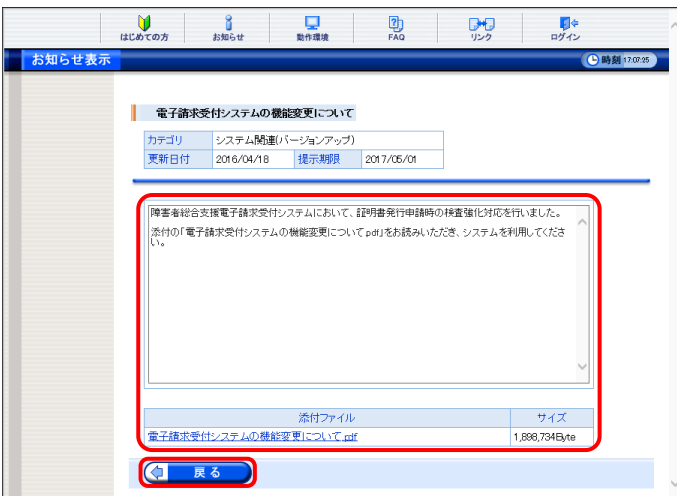 はじめての方 お知らせ 動作環境 FAQ リンク ログイン
お知らせ表示 時刻 17:07:25
電子請求受付システムの機能変更について
カテゴリ システム関連(バージョンアップ)
更新日付 2016/04/18 提示期限 2017/05/01
障害者総合支援電子請求受付システムにおいて、証明書発行申請時の検査強化対応を行いました。
添付の「電子請求受付システムの機能変更について.pdf」をお読みいただき、システムを利用してくださ
い。
添付ファイル サイズ
電子請求受付システムの機能変更について.pdf 1,898,734Byte
戻る